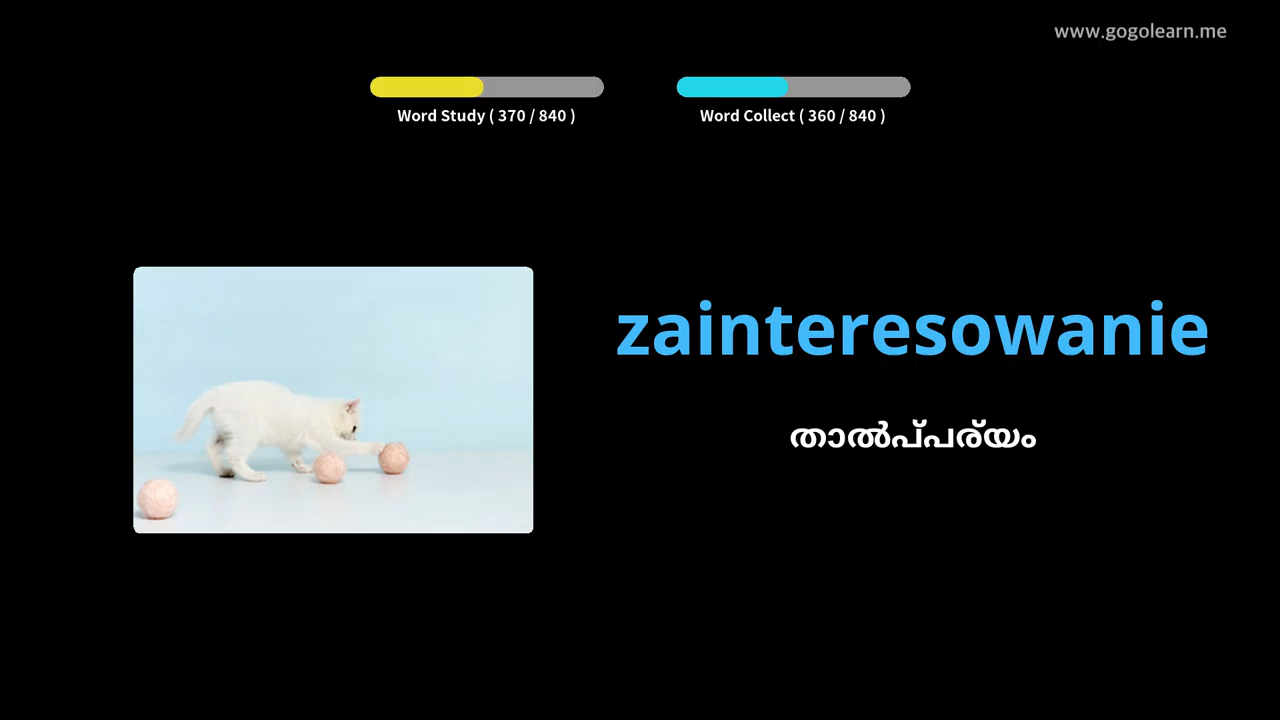 www.gogolearn.me
Word Study ( 370 / 840 )
Word Collect ( 360 / 840 )
zainteresowanie
താൽപ്പര്യം